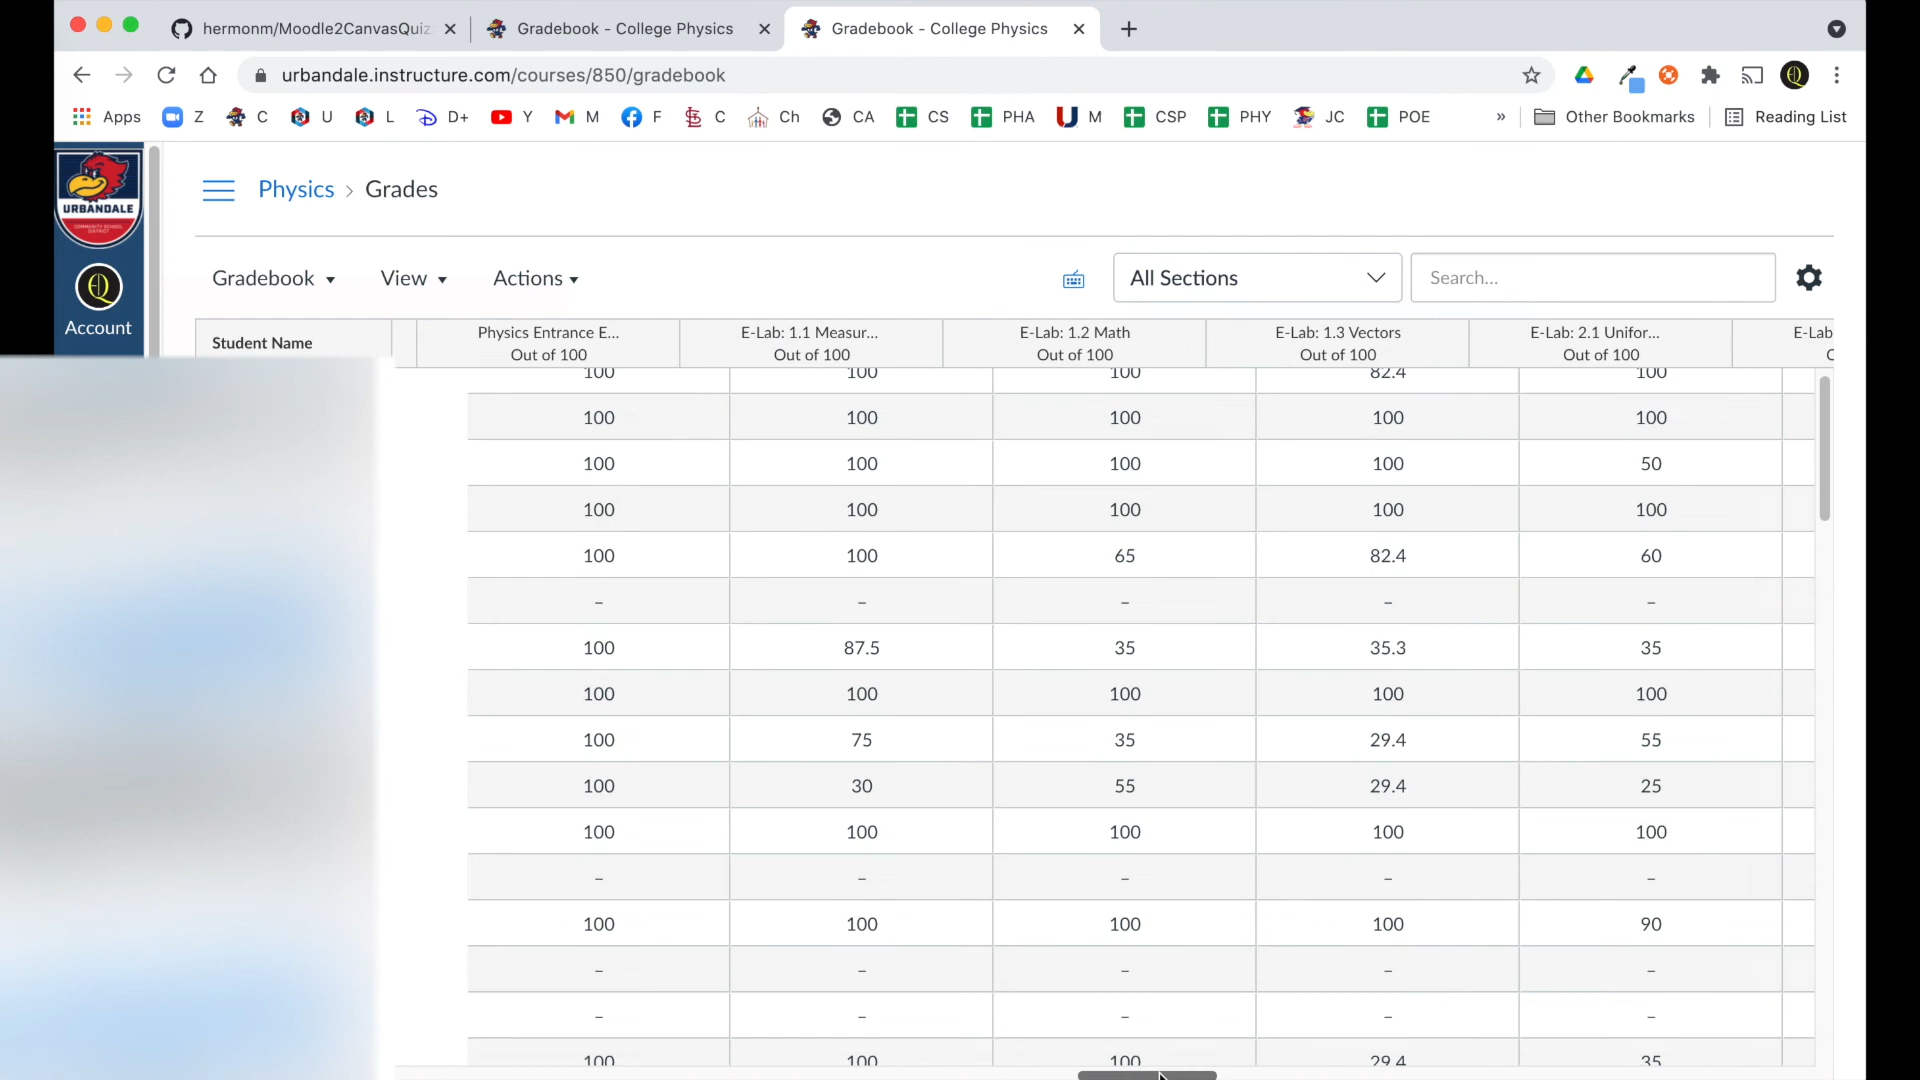 hermonm/Moodle2CanvasQuiz
Gradebook - College Physics
Gradebook - College Physics
urbandale.instructure.com/courses/850/gradebook
Apps Z C U L D+ Y M F C Ch CA CS PHA M CSP PHY JC POE » Other Bookmarks Reading List
URBANDALE
COMMUNITY SCHOOL
DISTRICT
Account
Physics › Grades
Gradebook View Actions All Sections Search...
Student Name
Physics Entrance E... E-Lab: 1.1 Measur... E-Lab: 1.2 Math E-Lab: 1.3 Vectors E-Lab: 2.1 Unifor... E-Lab
Out of 100 Out of 100 Out of 100 Out of 100 Out of 100
100 100 100 82.4 100
100 100 100 100 100
100 100 100 100 50
100 100 100 100 100
100 100 65 82.4 60
– – – – –
100 87.5 35 35.3 35
100 100 100 100 100
100 75 35 29.4 55
100 30 55 29.4 25
100 100 100 100 100
– – – – –
100 100 100 100 90
– – – – –
– – – – –
100 100 100 29.4 35